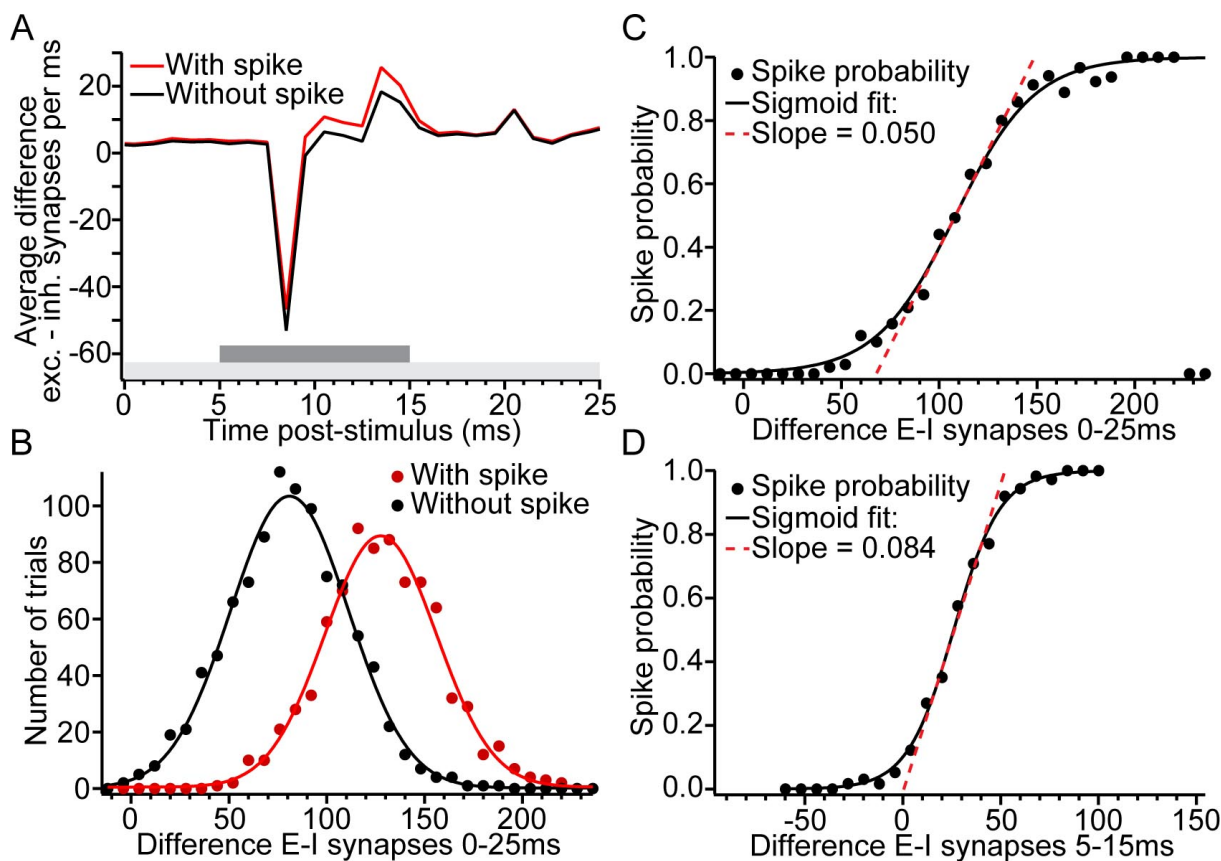 A
With spike
Without spike
Average difference
exc. - inh. synapses per ms
20
0
-20
-40
-60
0
5
10
15
20
25
Time post-stimulus (ms)
B
With spike
Without spike
Number of trials
100
80
60
40
20
0
0
50
100
150
200
Difference E-I synapses 0-25ms
C
Spike probability
Sigmoid fit:
Slope = 0.050
Spike probability
1.0
0.8
0.6
0.4
0.2
0.0
0
50
100
150
200
Difference E-I synapses 0-25ms
D
Spike probability
Sigmoid fit:
Slope = 0.084
Spike probability
1.0
0.8
0.6
0.4
0.2
0.0
-50
0
50
100
150
Difference E-I synapses 5-15ms